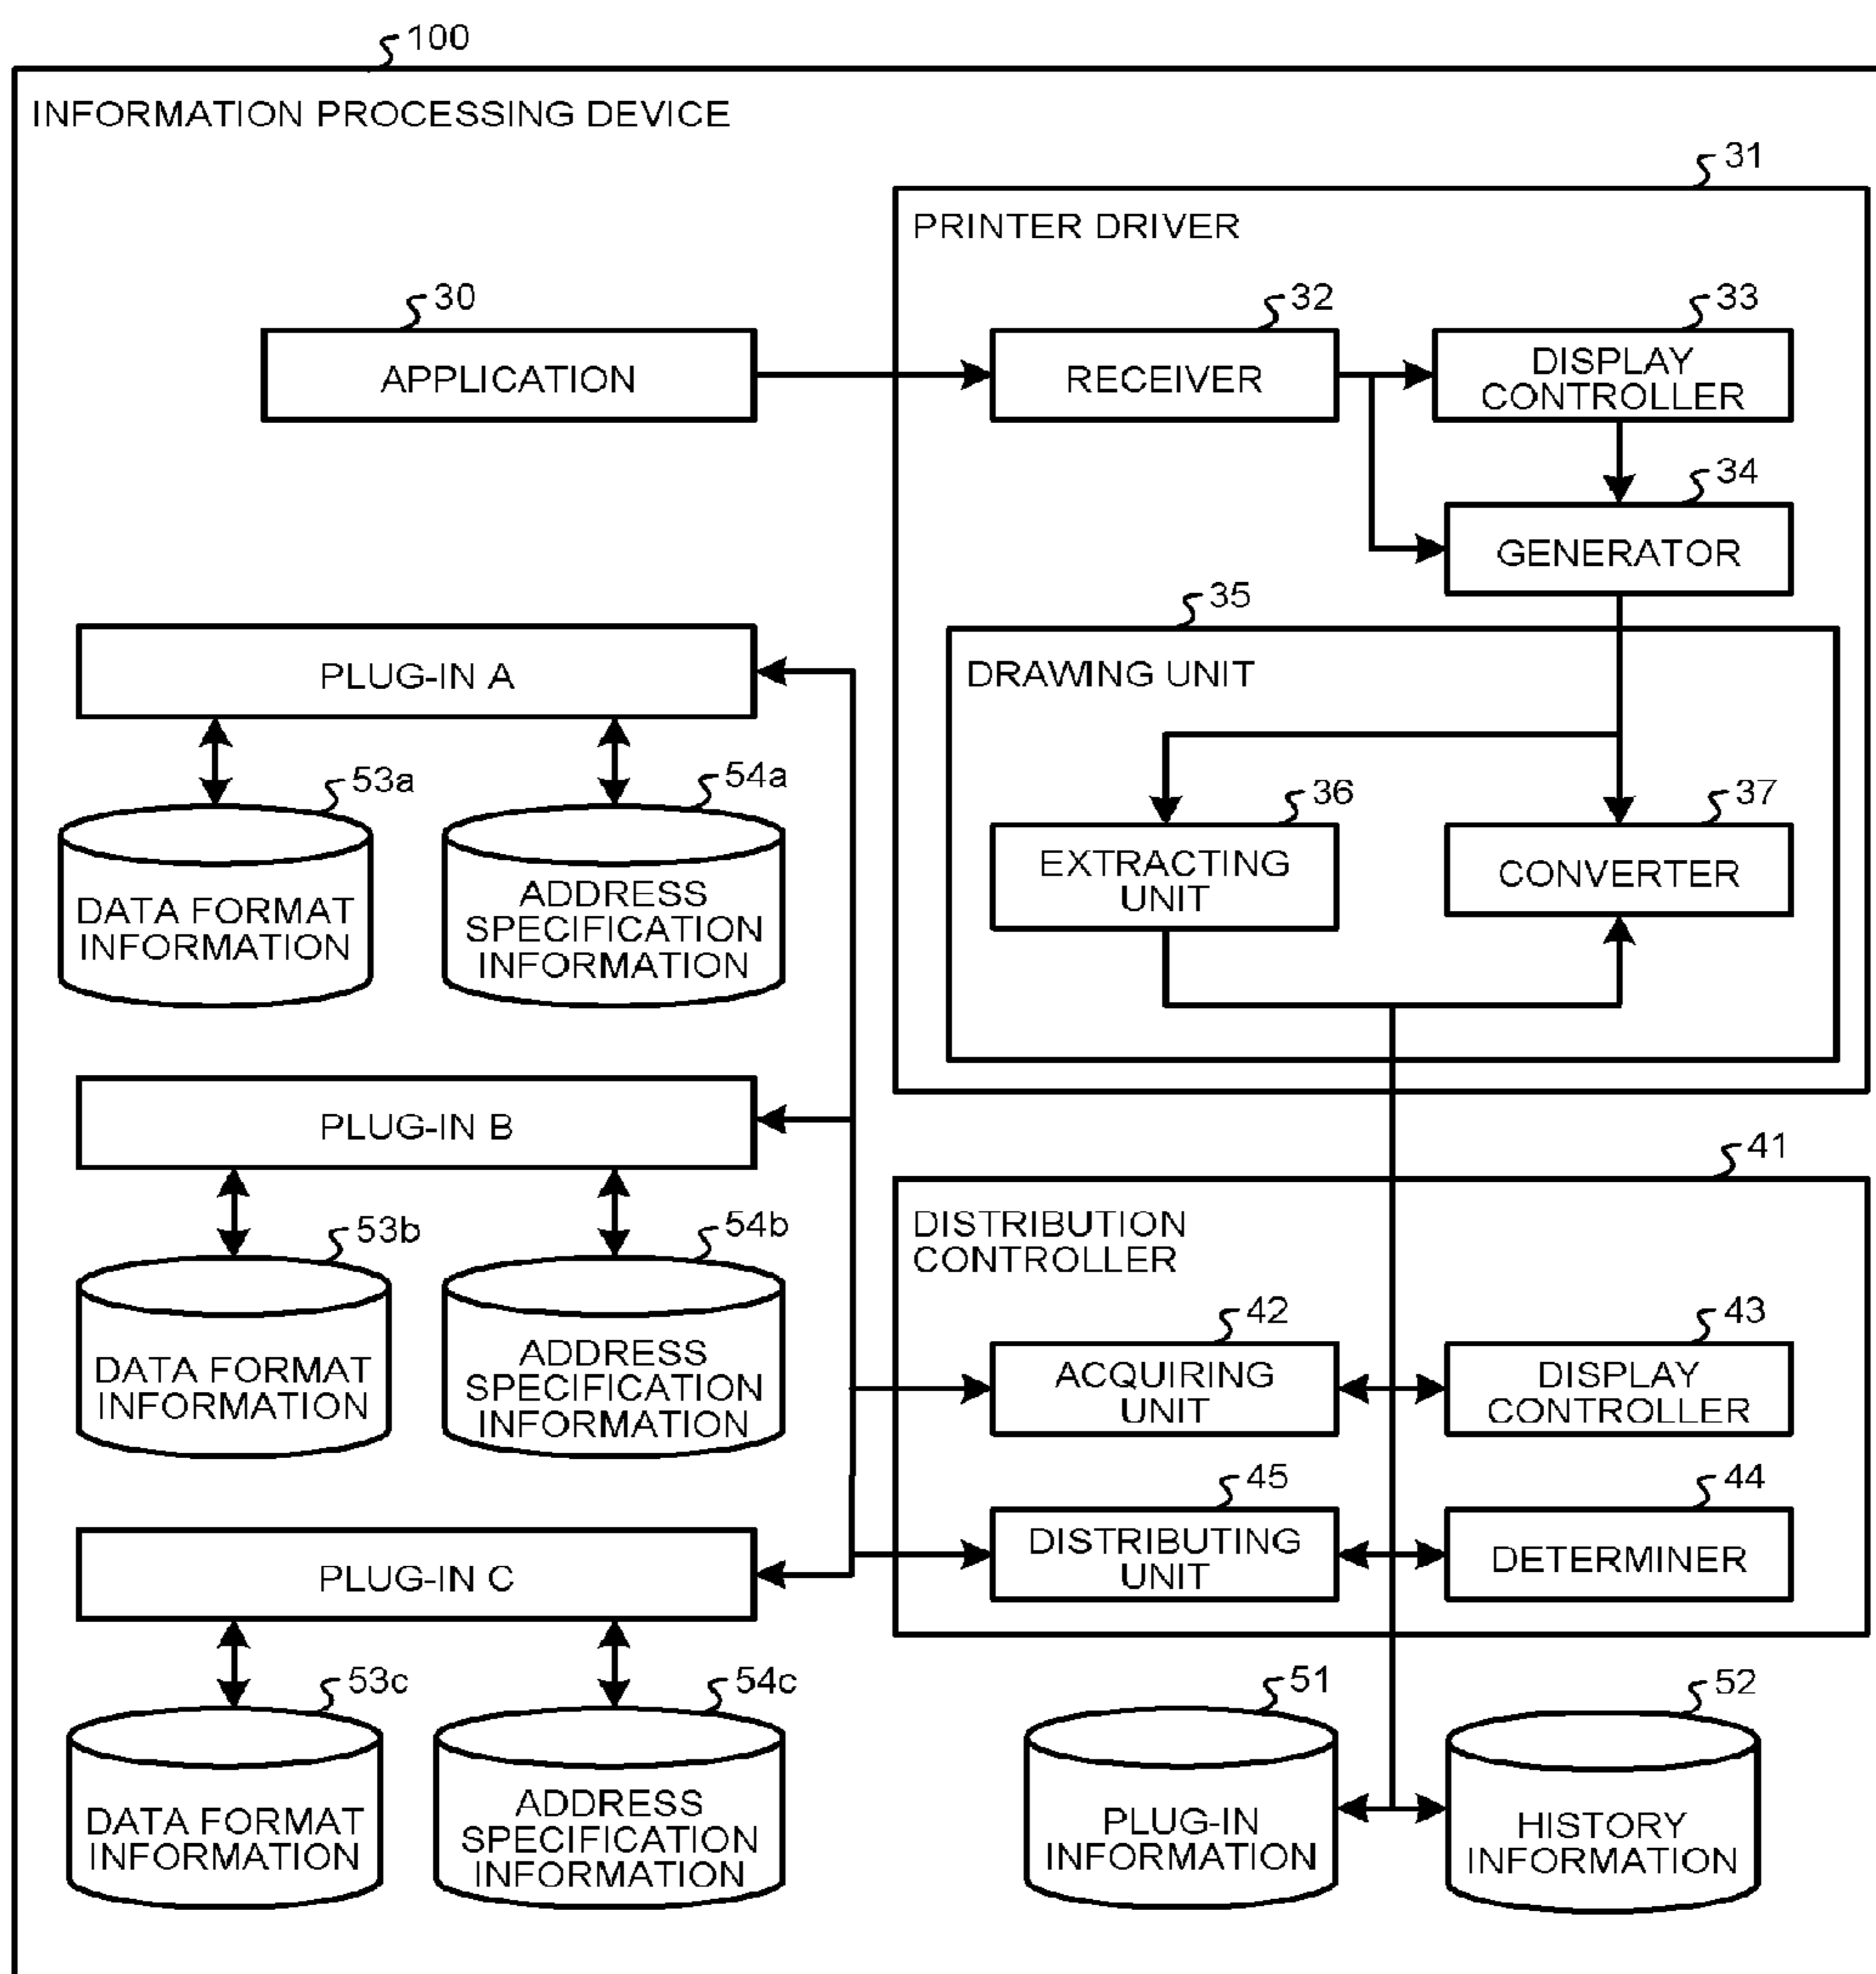 100
INFORMATION PROCESSING DEVICE
31
PRINTER DRIVER
30
APPLICATION
32
RECEIVER
33
DISPLAY
CONTROLLER
34
GENERATOR
35
DRAWING UNIT
36
EXTRACTING
UNIT
37
CONVERTER
PLUG-IN A
53a
DATA FORMAT
INFORMATION
54a
ADDRESS
SPECIFICATION
INFORMATION
PLUG-IN B
53b
DATA FORMAT
INFORMATION
54b
ADDRESS
SPECIFICATION
INFORMATION
41
DISTRIBUTION
CONTROLLER
42
ACQUIRING
UNIT
43
DISPLAY
CONTROLLER
45
DISTRIBUTING
UNIT
44
DETERMINER
PLUG-IN C
53c
DATA FORMAT
INFORMATION
54c
ADDRESS
SPECIFICATION
INFORMATION
51
PLUG-IN
INFORMATION
52
HISTORY
INFORMATION